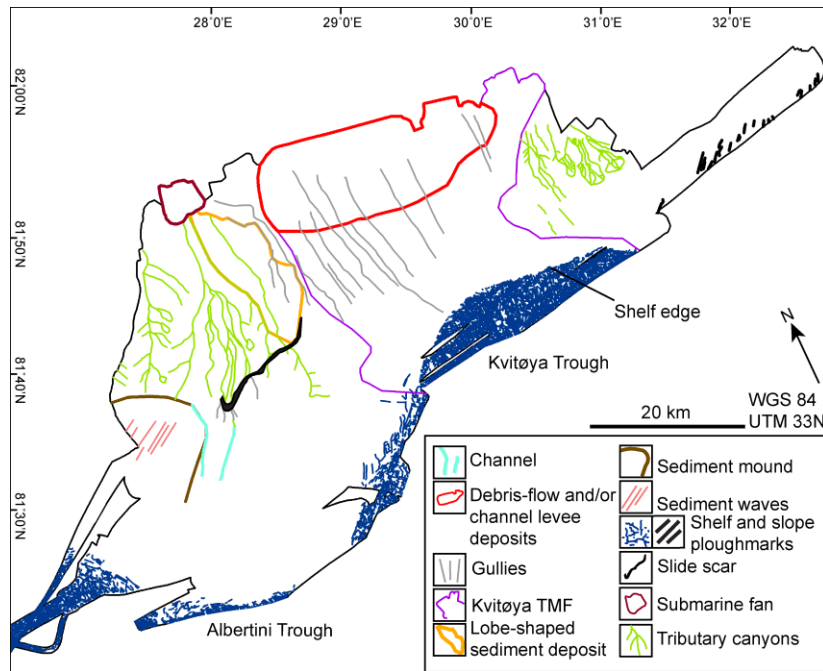 28°0'E 29°0'E 30°0'E 31°0'E 32°0'E
82°0'N
81°50'N
81°40'N
81°30'N
Shelf edge
Kvitøya Trough
N
WGS 84
UTM 33N
20 km
Albertini Trough
Channel
Debris-flow and/or
channel levee
deposits
Gullies
Kvitøya TMF
Lobe-shaped
sediment deposit
Sediment mound
Sediment waves
Shelf and slope
ploughmarks
Slide scar
Submarine fan
Tributary canyons